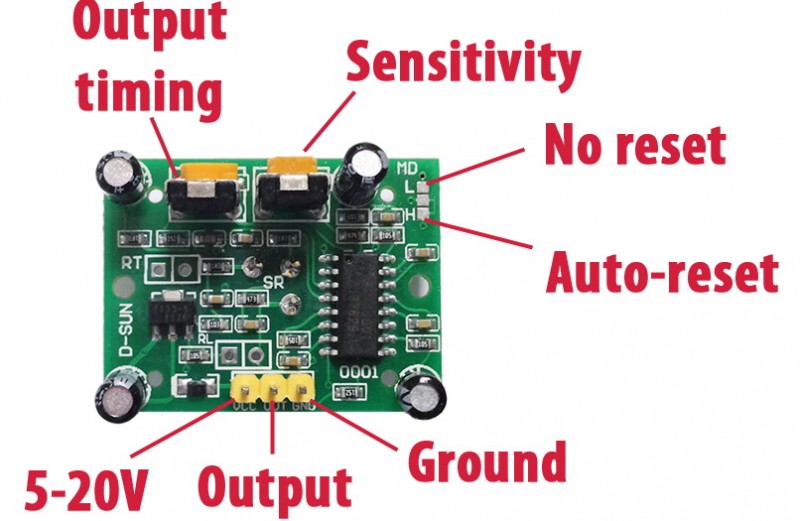 Output
timing
Sensitivity
No reset
Auto-reset
MD
L
H
RT
SR
D-SUN
RL
0001
VCC OUT GND
5-20V
Output
Ground